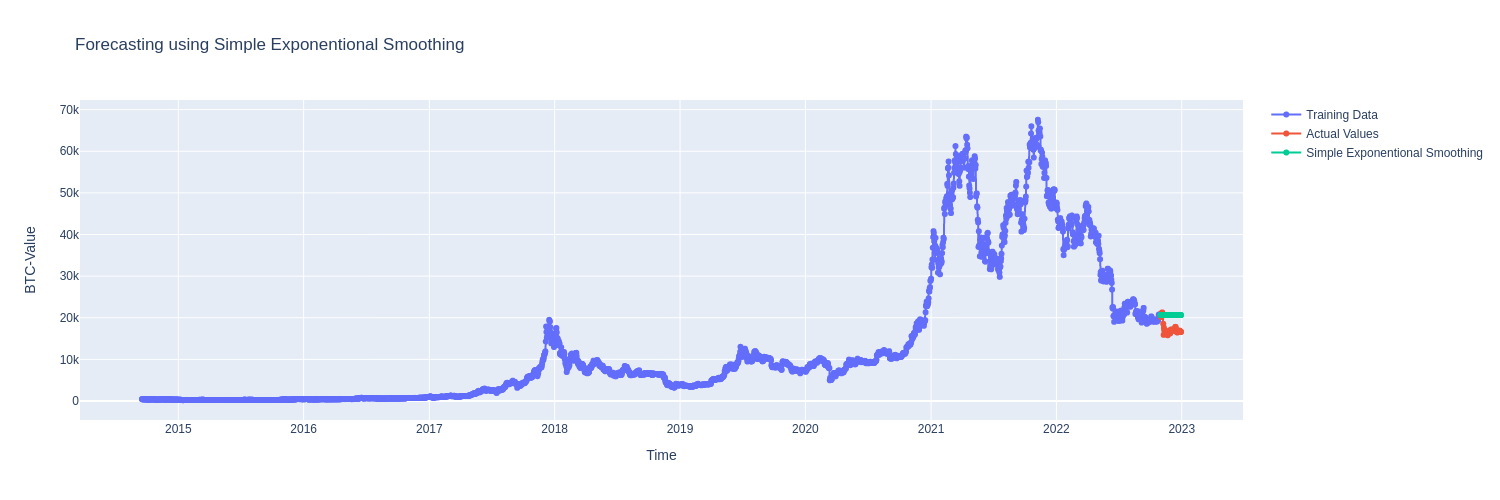 Forecasting using Simple Exponentional Smoothing
70k
60k
50k
40k
30k
20k
10k
0
BTC-Value
2015 2016 2017 2018 2019 2020 2021 2022 2023
Time
Training Data
Actual Values
Simple Exponentional Smoothing